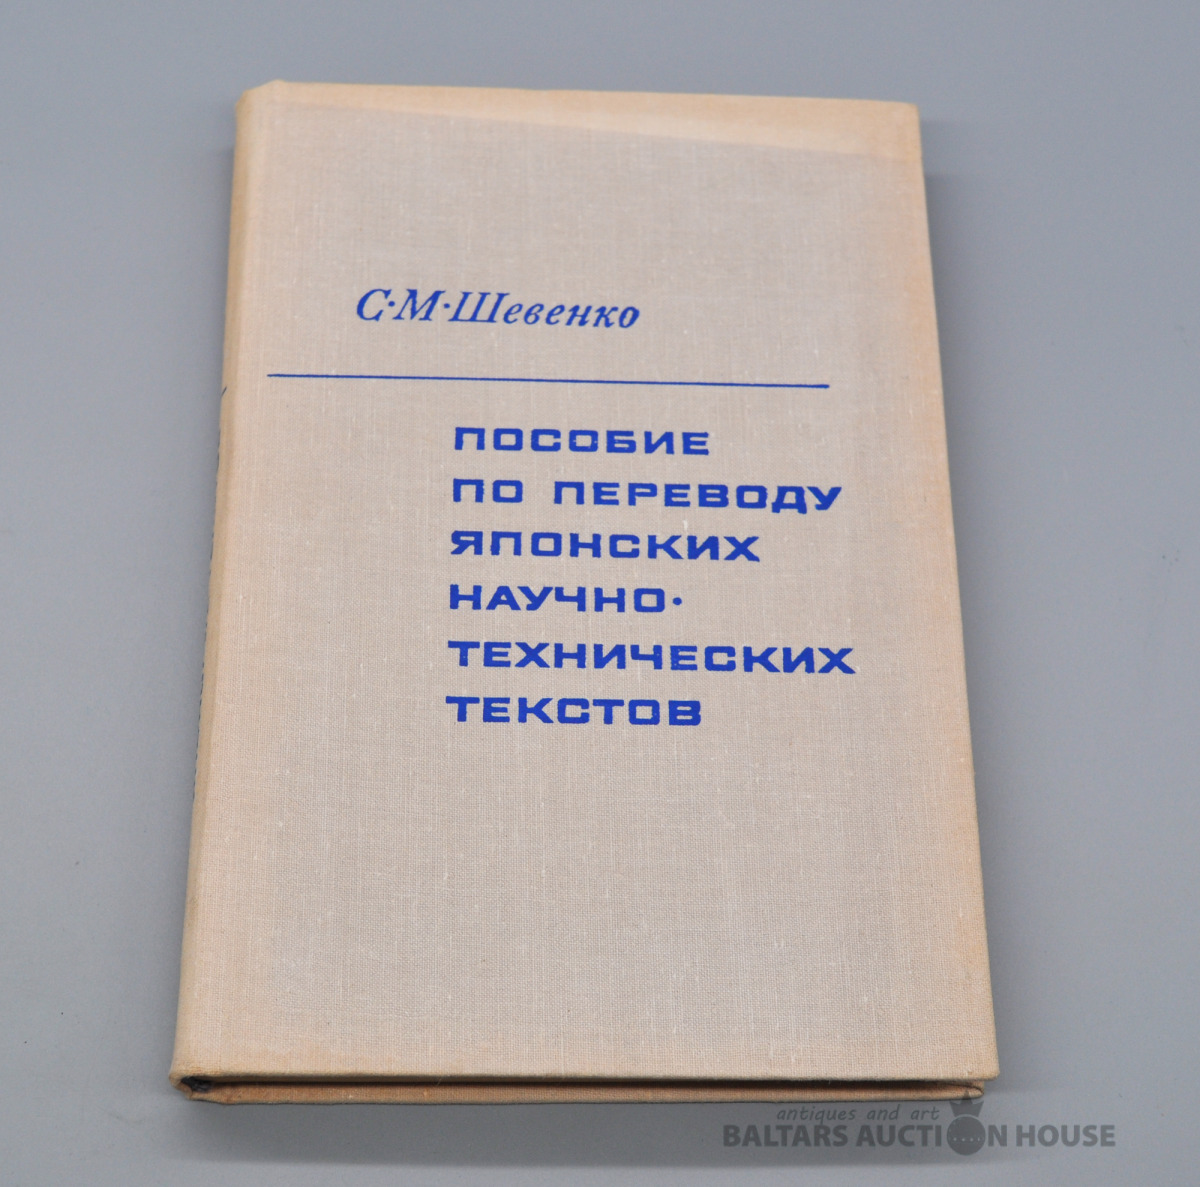 С·М·Шевенко
ПОСОБИЕ
ПО ПЕРЕВОДУ
ЯПОНСКИХ
НАУЧНО·
ТЕХНИЧЕСКИХ
ТЕКСТОВ
antiques and art
BALTARS AUCTION HOUSE